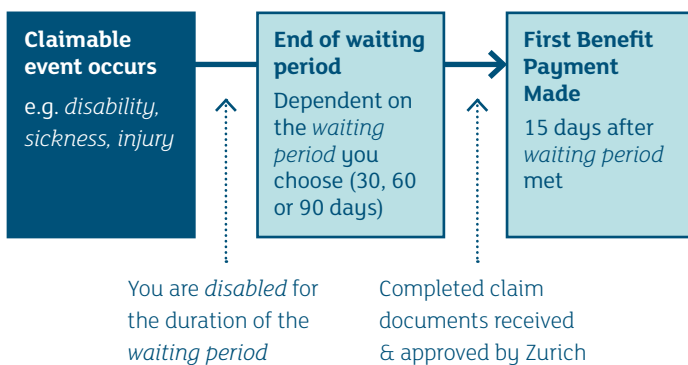 Claimable
event occurs
e.g. disability,
sickness, injury
End of waiting
period
Dependent on
the waiting
period you
choose (30, 60
or 90 days)
First Benefit
Payment
Made
15 days after
waiting period
met
You are disabled for
the duration of the
waiting period
Completed claim
documents received
& approved by Zurich